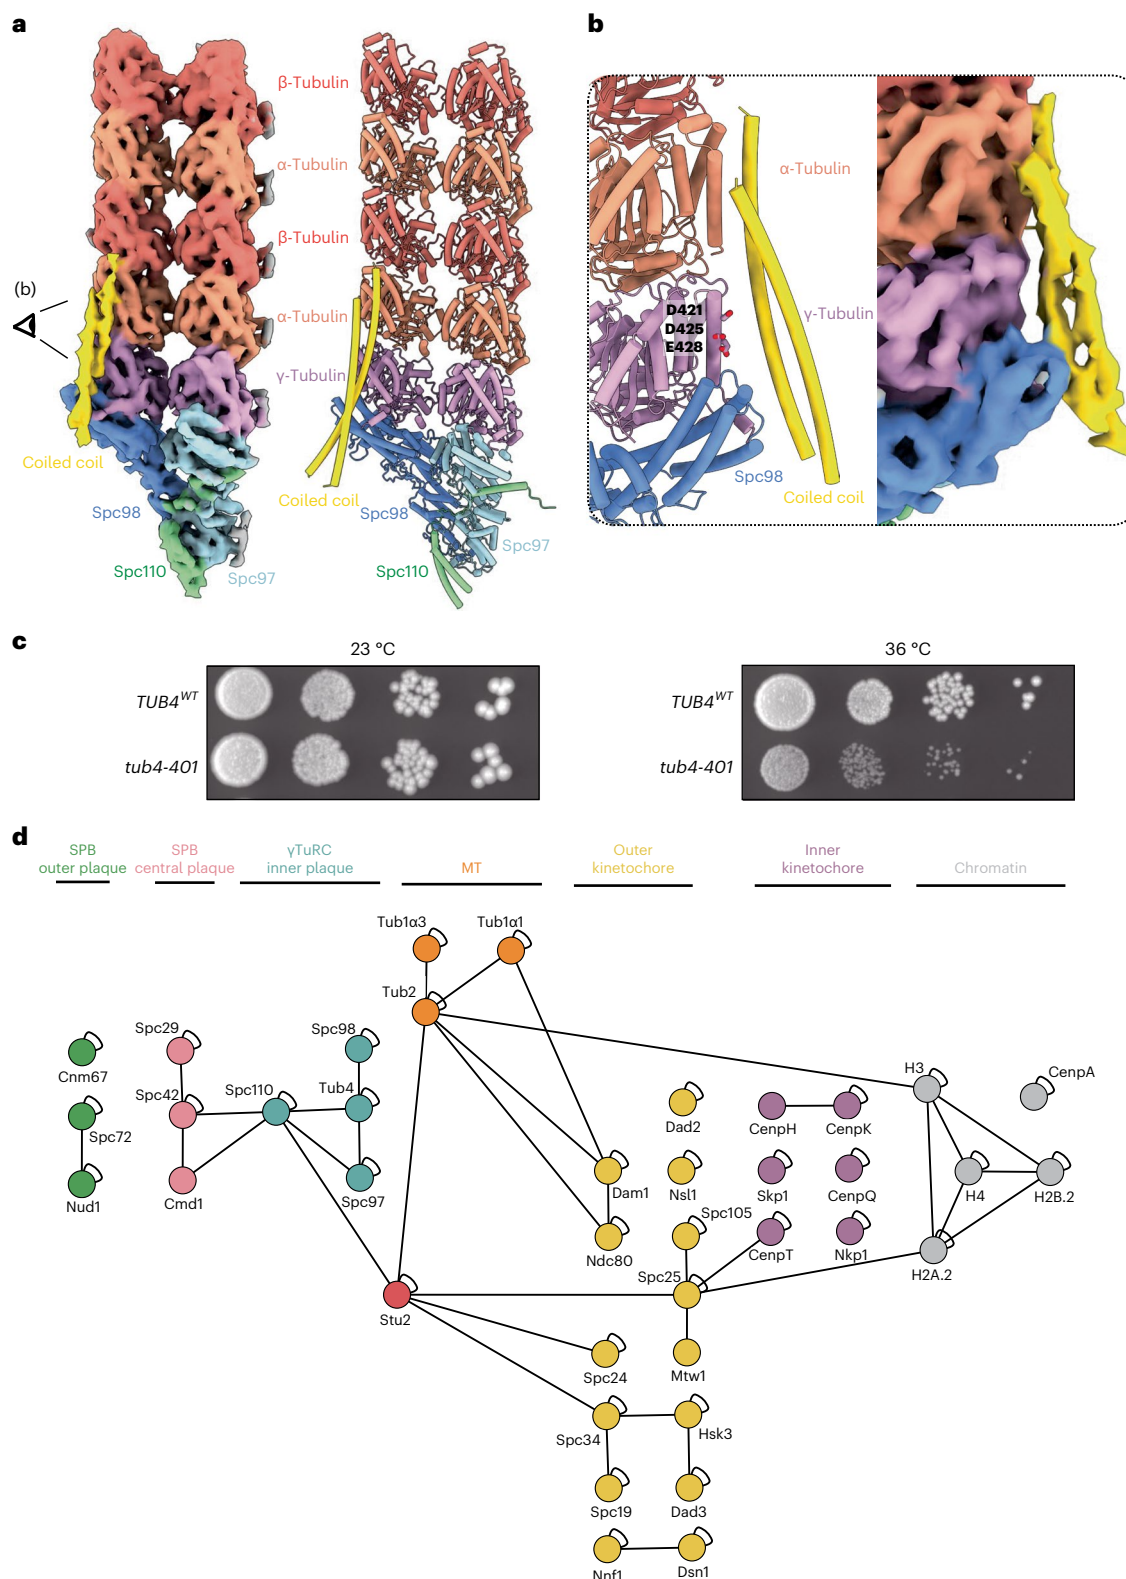 a
b
β-Tubulin
α-Tubulin
β-Tubulin
α-Tubulin
γ-Tubulin
(b)
Coiled coil
Spc98
Spc110
Spc97
Coiled coil
Spc98
Spc97
Spc110
α-Tubulin
γ-Tubulin
D421
D425
E428
Spc98
Coiled coil
c
23 °C
36 °C
TUB4WT
tub4-401
TUB4WT
tub4-401
d
SPB
outer plaque
SPB
central plaque
γTuRC
inner plaque
MT
Outer
kinetochore
Inner
kinetochore
Chromatin
Tub1α3
Tub1α1
Tub2
Spc29
Spc98
Cnm67
H3
CenpA
Spc42
Spc110
Tub4
Spc72
Dad2
CenpH
CenpK
Nud1
Cmd1
Spc97
Dam1
Nsl1
Skp1
CenpQ
H4
H2B.2
Spc105
Ndc80
CenpT
Nkp1
Spc25
H2A.2
Stu2
Spc24
Mtw1
Spc34
Hsk3
Spc19
Dad3
Nnf1
Dsn1